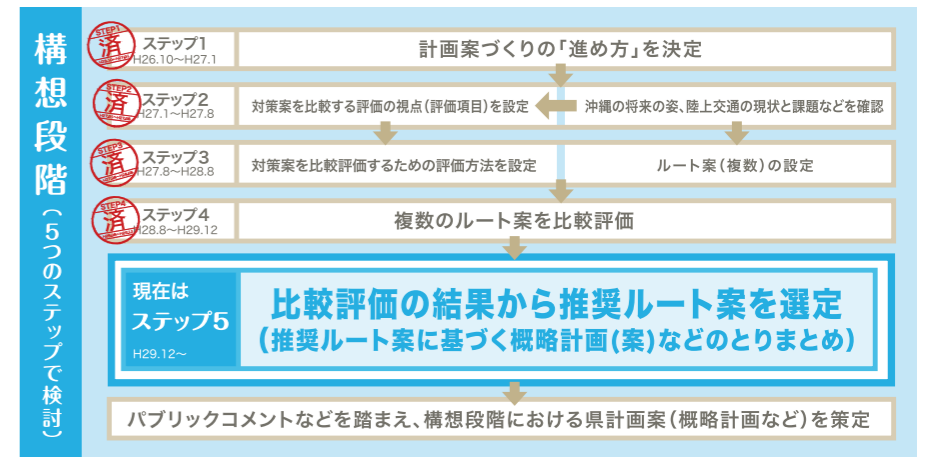 構想段階（５つのステップで検討）
STEP1
済
ステップ1
H26.10〜H27.1
計画案づくりの「進め方」を決定
STEP2
済
ステップ2
H27.1〜H27.8
対策案を比較する評価の視点（評価項目）を設定
沖縄の将来の姿、陸上交通の現状と課題などを確認
STEP3
済
ステップ3
H27.8〜H28.8
対策案を比較評価するための評価方法を設定
ルート案（複数）の設定
STEP4
済
ステップ4
H28.8〜H29.12
複数のルート案を比較評価
現在は
ステップ5
H29.12〜
比較評価の結果から推奨ルート案を選定
（推奨ルート案に基づく概略計画(案)などのとりまとめ）
パブリックコメントなどを踏まえ、構想段階における県計画案（概略計画など）を策定